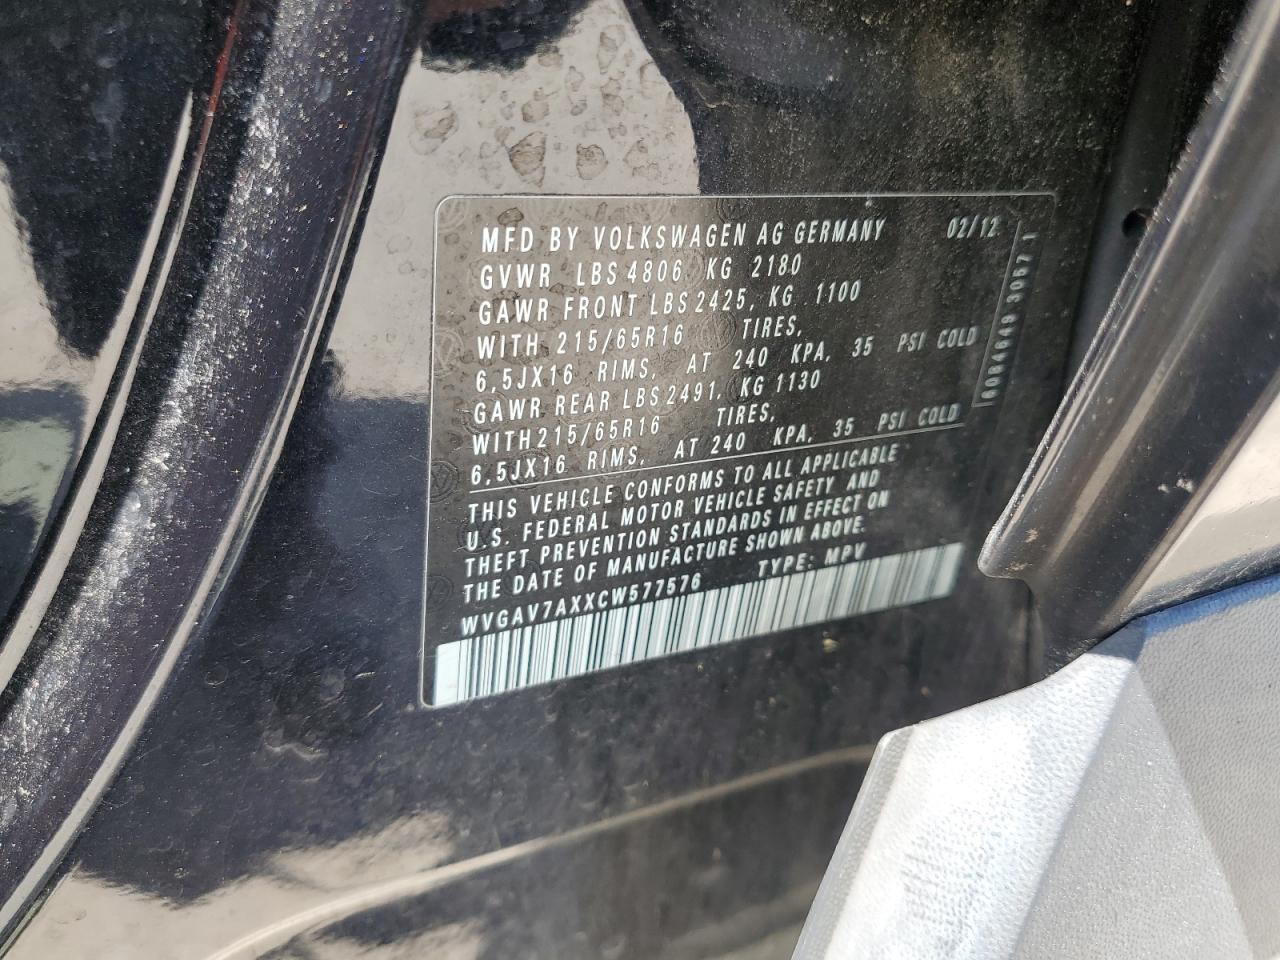 MFD BY VOLKSWAGEN AG GERMANY 02/12
GVWR LBS 4806 KG 2180
GAWR FRONT LBS 2425, KG 1100
WITH 215/65R16 TIRES,
6,5JX16 RIMS, AT 240 KPA, 35 PSI COLD
GAWR REAR LBS 2491, KG 1130
WITH 215/65R16 TIRES,
6,5JX16 RIMS, AT 240 KPA, 35 PSI COLD
THIS VEHICLE CONFORMS TO ALL APPLICABLE
U.S. FEDERAL MOTOR VEHICLE SAFETY AND
THEFT PREVENTION STANDARDS IN EFFECT ON
THE DATE OF MANUFACTURE SHOWN ABOVE.
WVGAV7AXXCW577576 TYPE: MPV